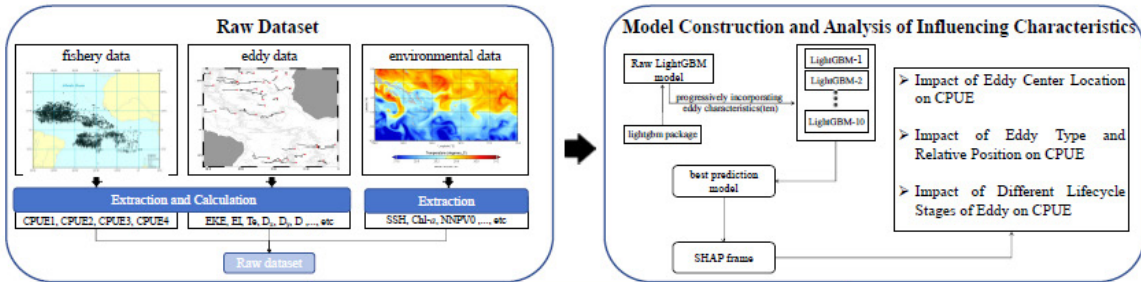 Raw Dataset
fishery data
eddy data
environmental data
Extraction and Calculation
Extraction
CPUE1, CPUE2, CPUE3, CPUE4
EKE, EI, Te, Dx, Dy, D ,..., etc
SSH, Chl-a, NNPV0 ,..., etc
Raw dataset
Model Construction and Analysis of Influencing Characteristics
Raw LightGBM
model
progressively incorporating
eddy characteristics(ten)
lightgbm package
LightGBM-1
LightGBM-2
LightGBM-10
best prediction
model
SHAP frame
➤ Impact of Eddy Center Location
on CPUE
➤ Impact of Eddy Type and
Relative Position on CPUE
➤ Impact of Different Lifecycle
Stages of Eddy on CPUE